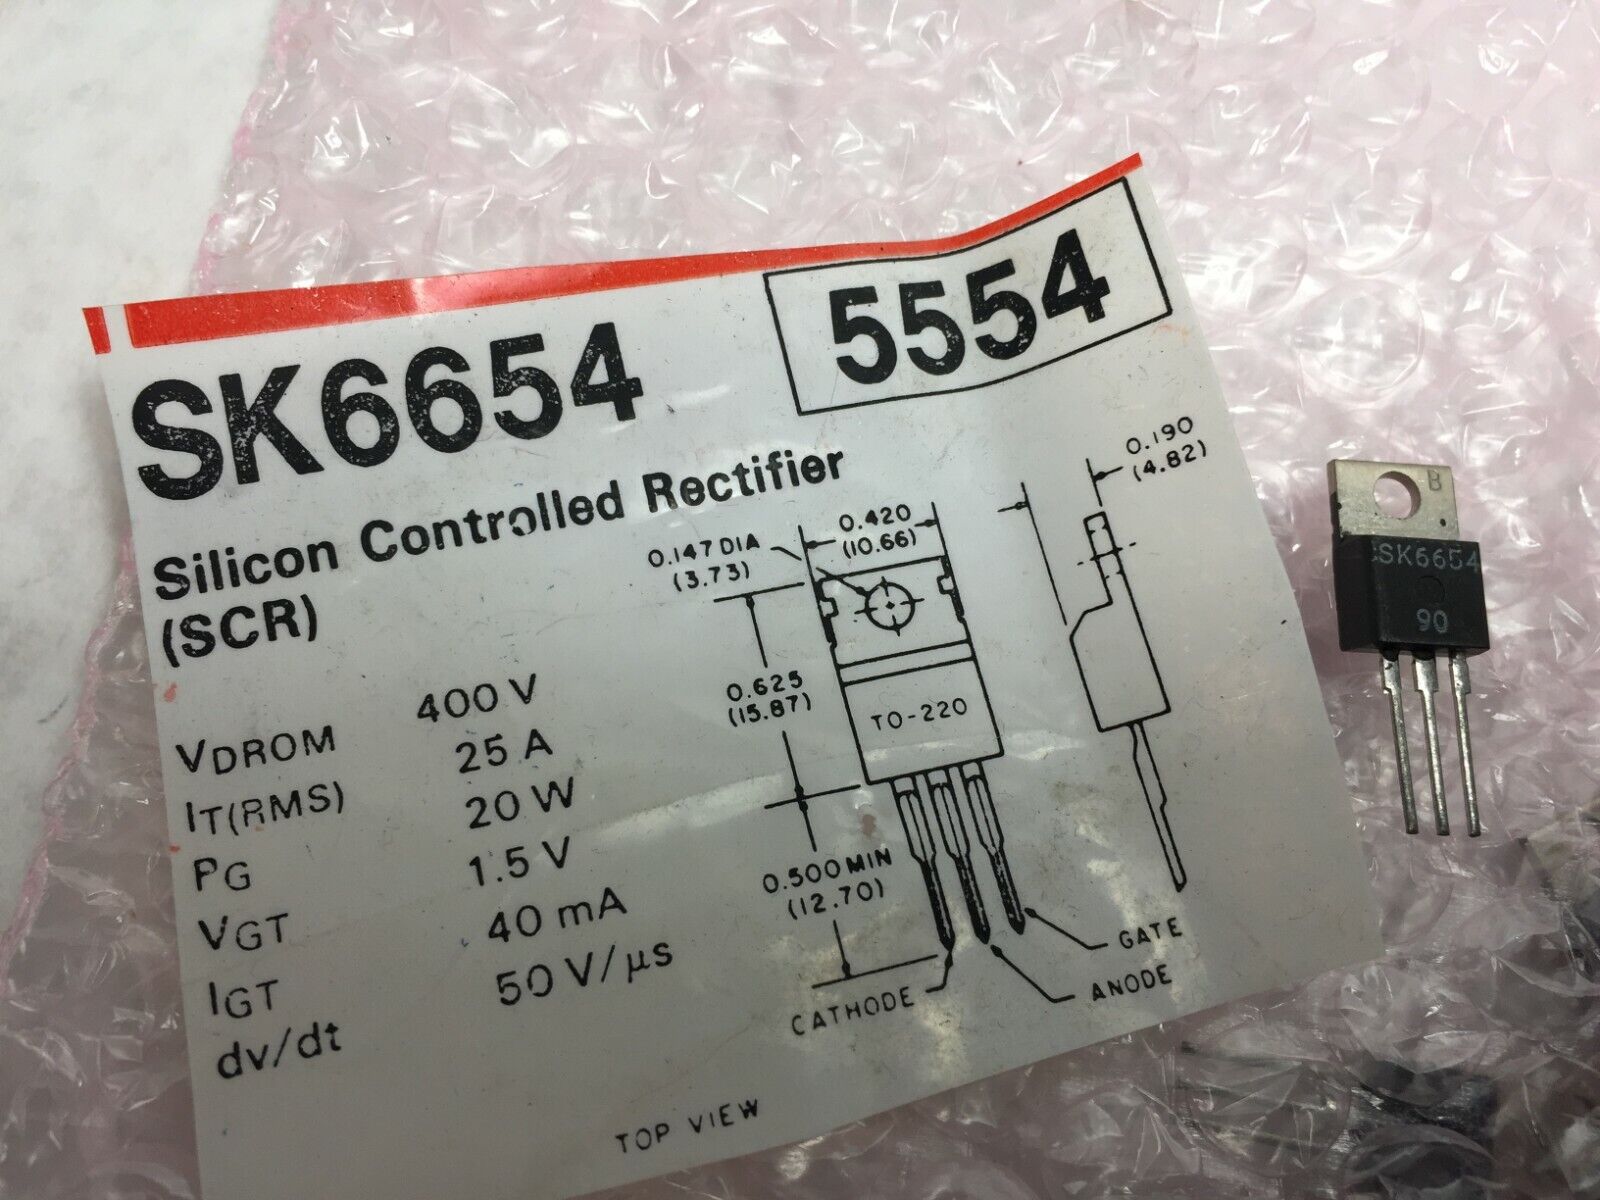 SK6654
5554
Silicon Controlled Rectifier
(SCR)
VDROM 400 V
IT(RMS) 25 A
PG 20 W
VGT 1.5 V
IGT 40 mA
dv/dt 50 V/μs
0.147 DIA
(3.73)
0.420
(10.66)
0.190
(4.82)
0.625
(15.87)
TO-220
0.500 MIN
(12.70)
GATE
ANODE
CATHODE
TOP VIEW
B
SK6654
90